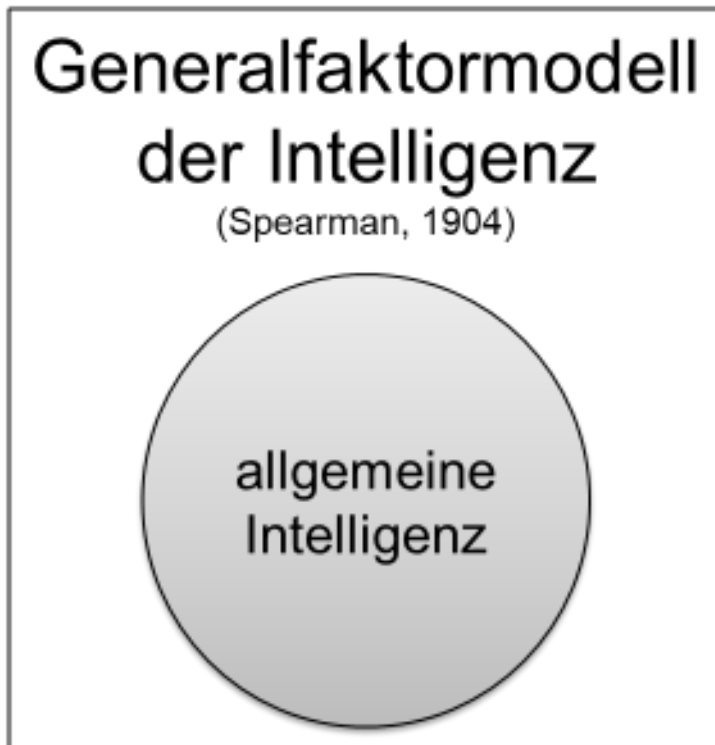 Generalfaktormodell
der Intelligenz
(Spearman, 1904)
allgemeine
Intelligenz